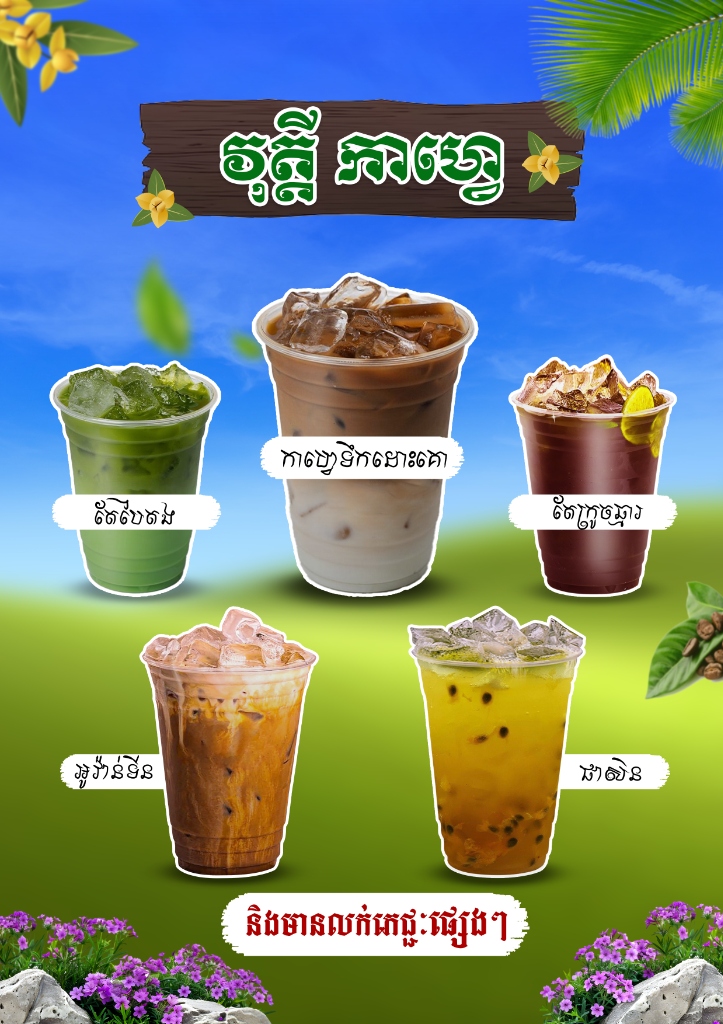 វុត្តី កាហ្វេ
កាហ្វេទឹកដោះគោ
តែបៃតង
តែក្រូចឆ្មារ
អូវ៉ាន់ទីន
ផាសិន
និងមានលក់ភេជ្ជៈផ្សេងៗ